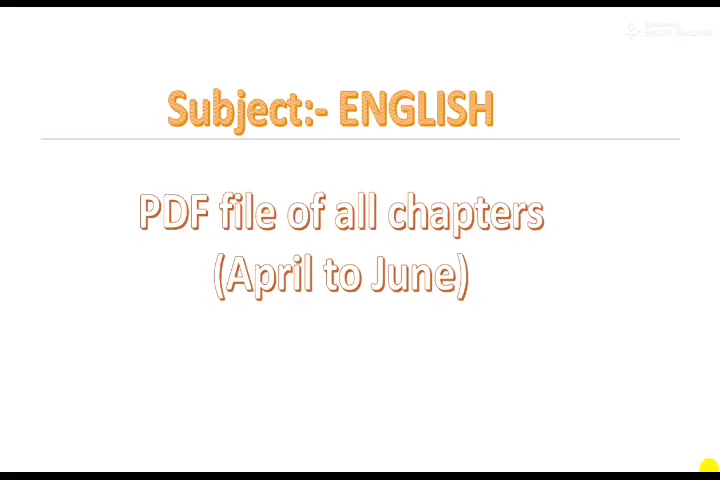 Subject:- ENGLISH
PDF file of all chapters
(April to June)